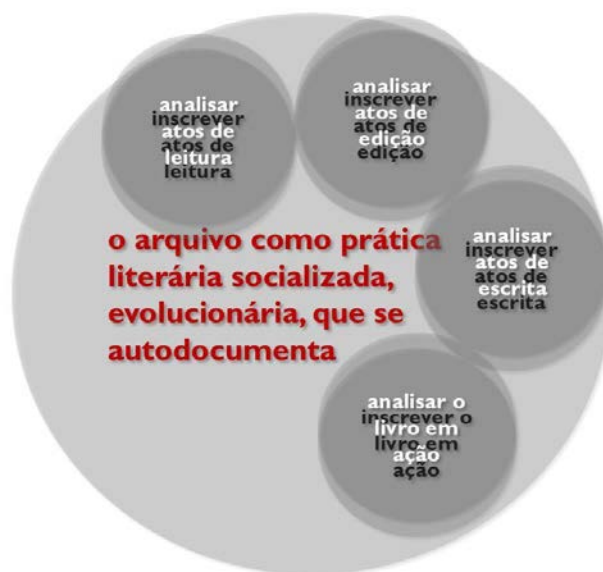 analisar
inscrever
atos de
atos de
leitura
leitura
analisar
inscrever
atos de
atos de
edição
edição
o arquivo como prática
literária socializada,
evolucionária, que se
autodocumenta
analisar
inscrever
atos de
atos de
escrita
escrita
analisar o
inscrever o
livro em
livro em
ação
ação